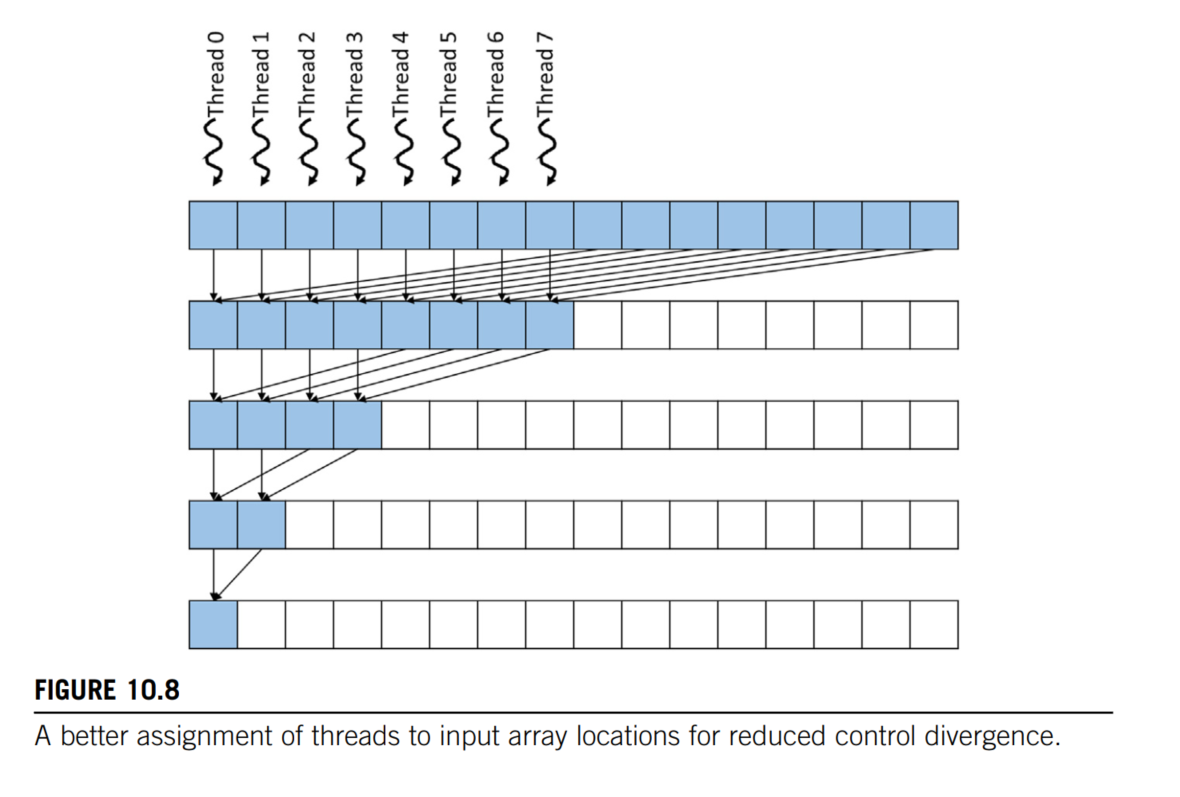 Thread 0
Thread 1
Thread 2
Thread 3
Thread 4
Thread 5
Thread 6
Thread 7
FIGURE 10.8
A better assignment of threads to input array locations for reduced control divergence.